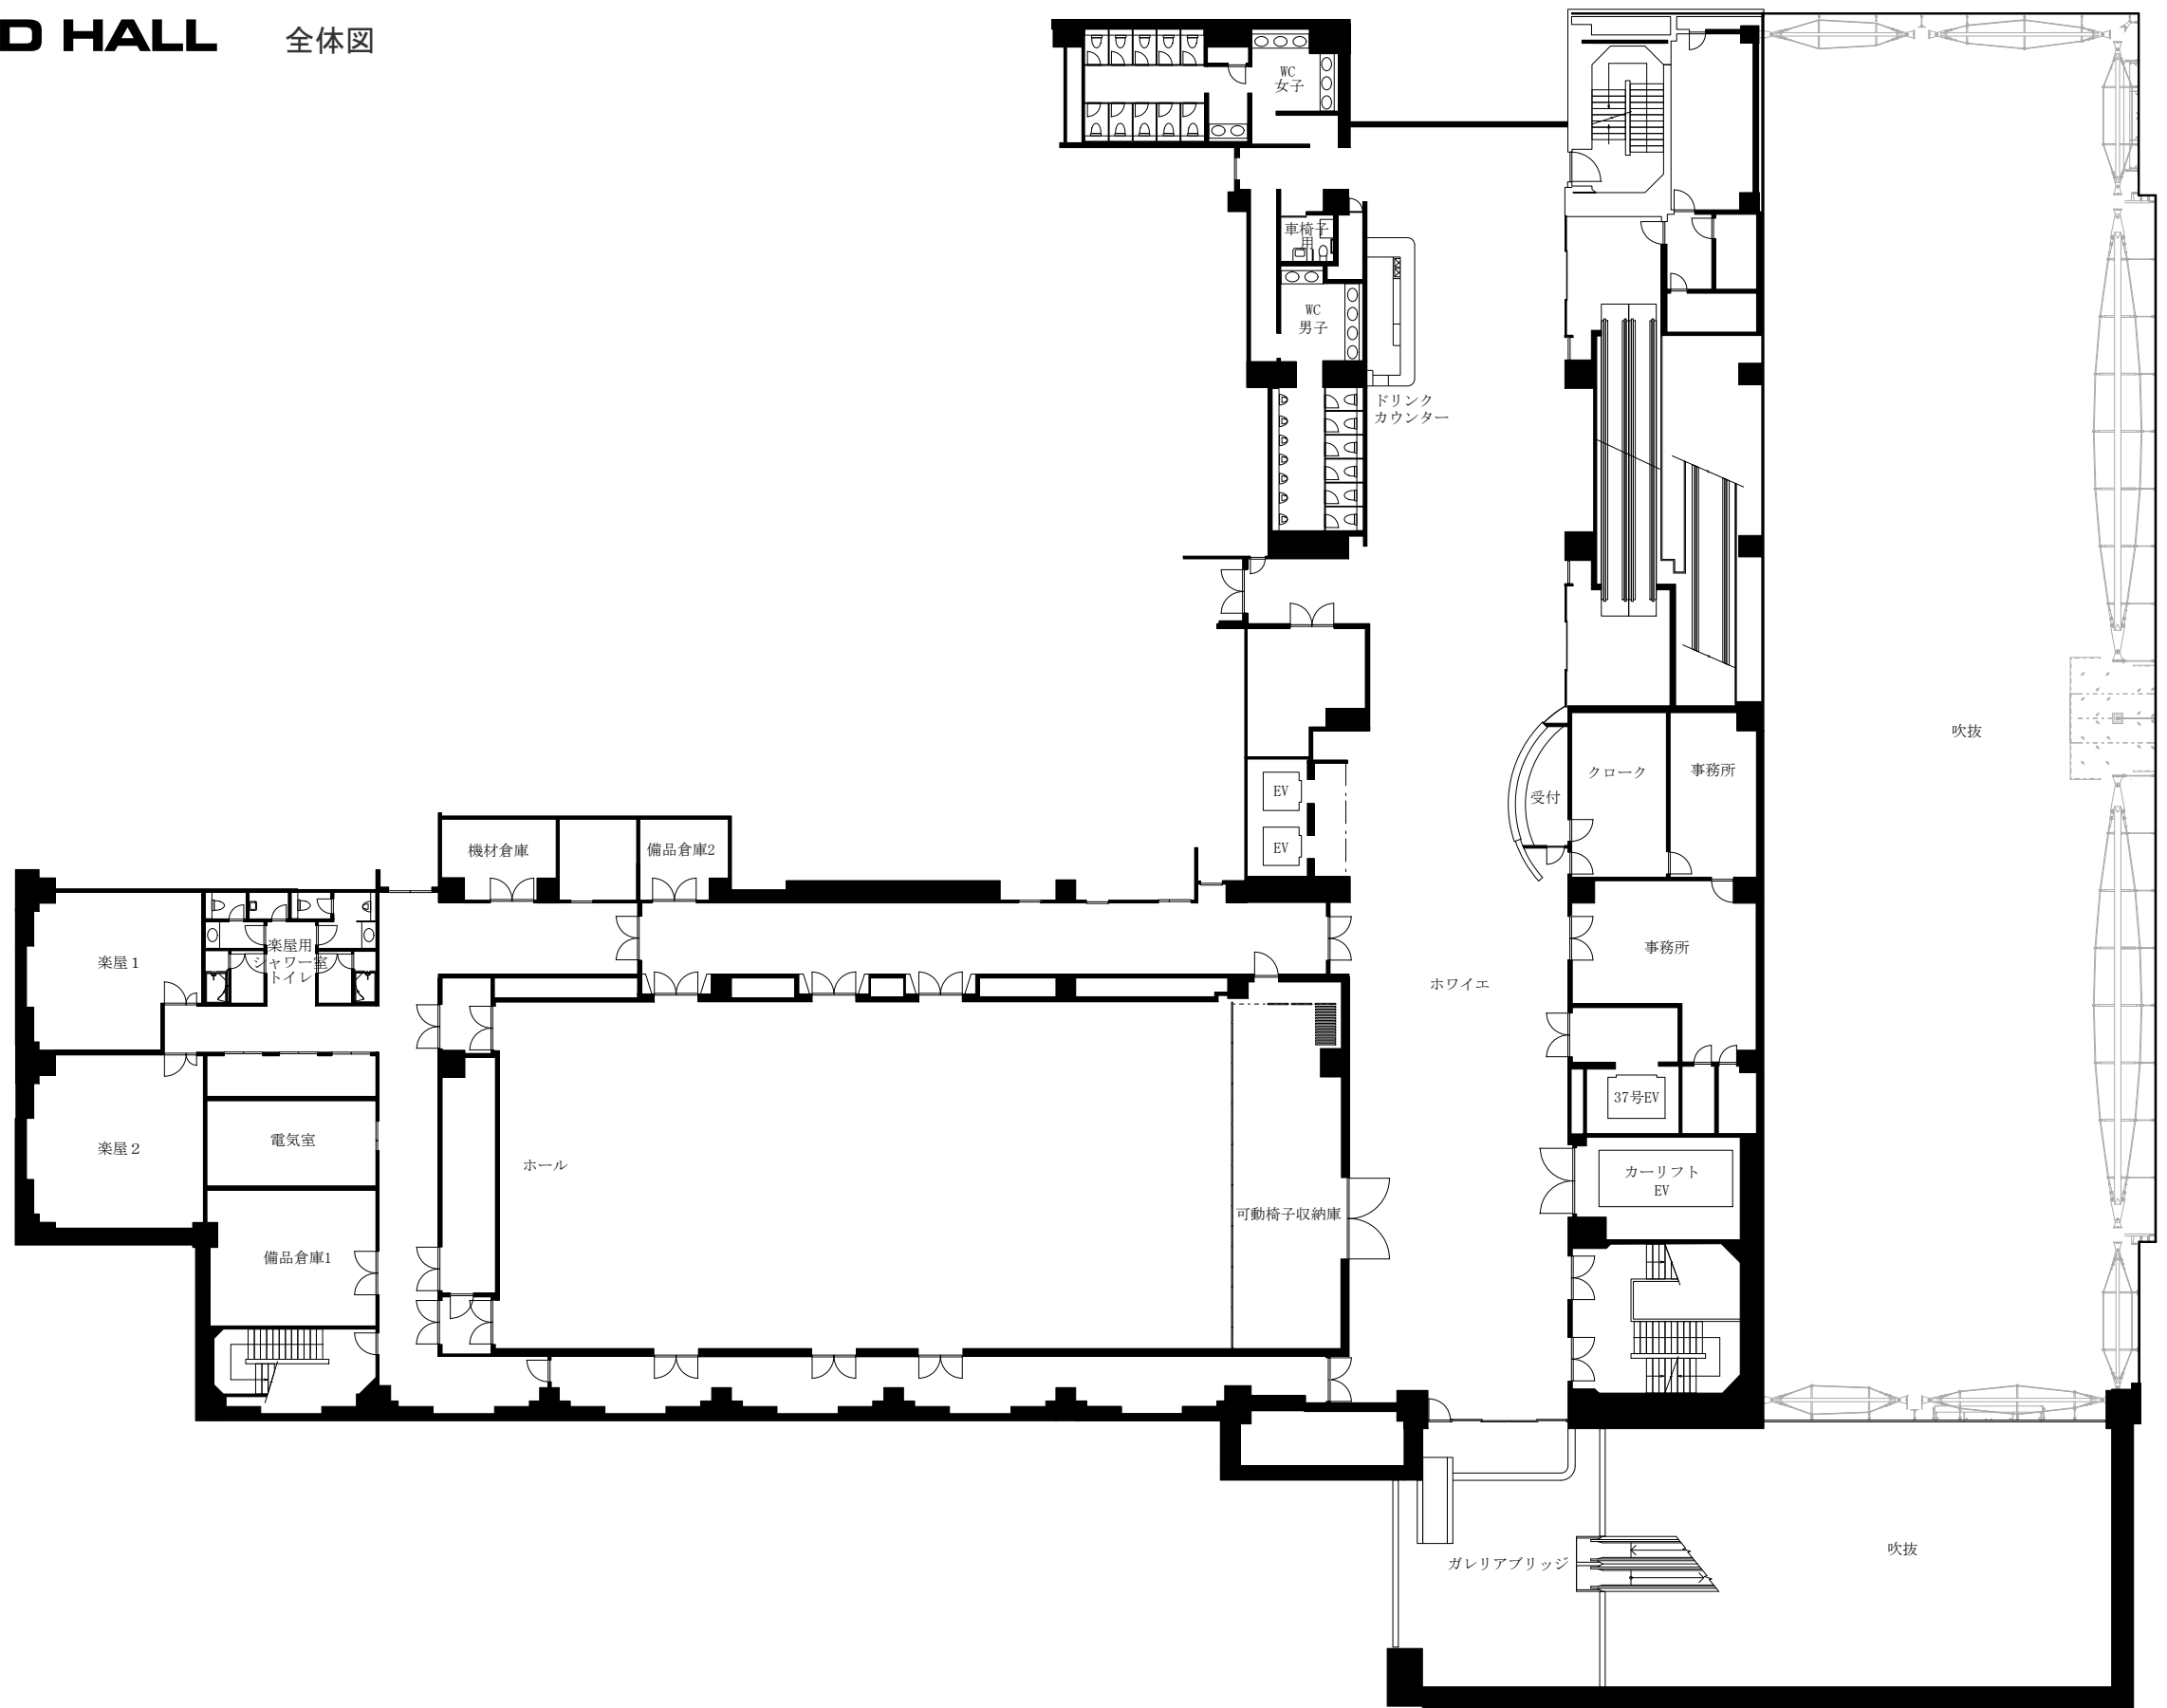 D HALL 全体図
WC
女子
車椅子
用
WC
男子
ドリンク
カウンター
吹抜
クローク
事務所
EV
受付
EV
機材倉庫
備品倉庫2
楽屋用
シャワー室
トイレ
楽屋1
事務所
ホワイエ
37号EV
電気室
楽屋2
ホール
カーリフト
EV
可動椅子収納庫
備品倉庫1
ガレリアブリッジ
吹抜